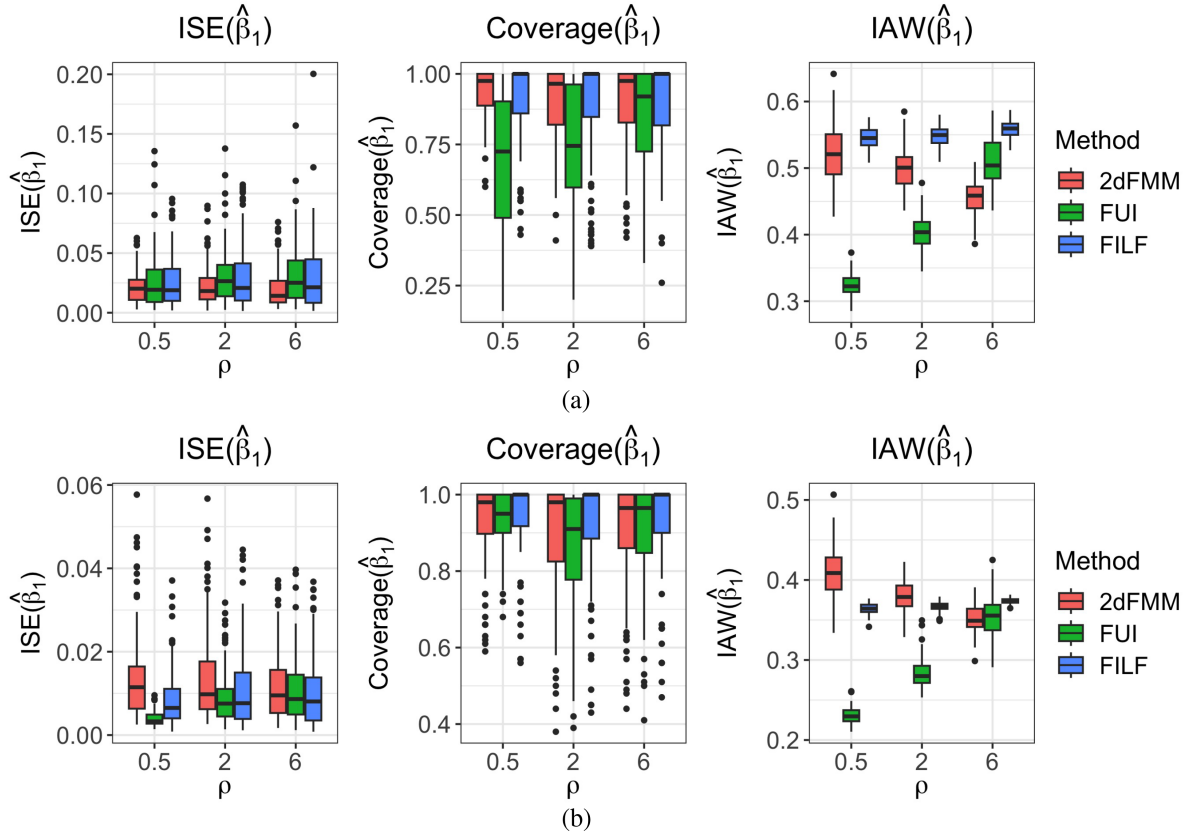 ISE(β̂₁) Coverage(β̂₁) IAW(β̂₁)
ISE(β̂₁)
0.20
0.15
0.10
0.05
0.00
0.5 2 6
ρ
Coverage(β̂₁)
1.00
0.75
0.50
0.25
0.5 2 6
ρ
IAW(β̂₁)
0.6
0.5
0.4
0.3
0.5 2 6
ρ
Method
2dFMM
FUI
FILF
(a)
ISE(β̂₁) Coverage(β̂₁) IAW(β̂₁)
ISE(β̂₁)
0.06
0.04
0.02
0.00
0.5 2 6
ρ
Coverage(β̂₁)
1.0
0.8
0.6
0.4
0.5 2 6
ρ
IAW(β̂₁)
0.5
0.4
0.3
0.2
0.5 2 6
ρ
Method
2dFMM
FUI
FILF
(b)